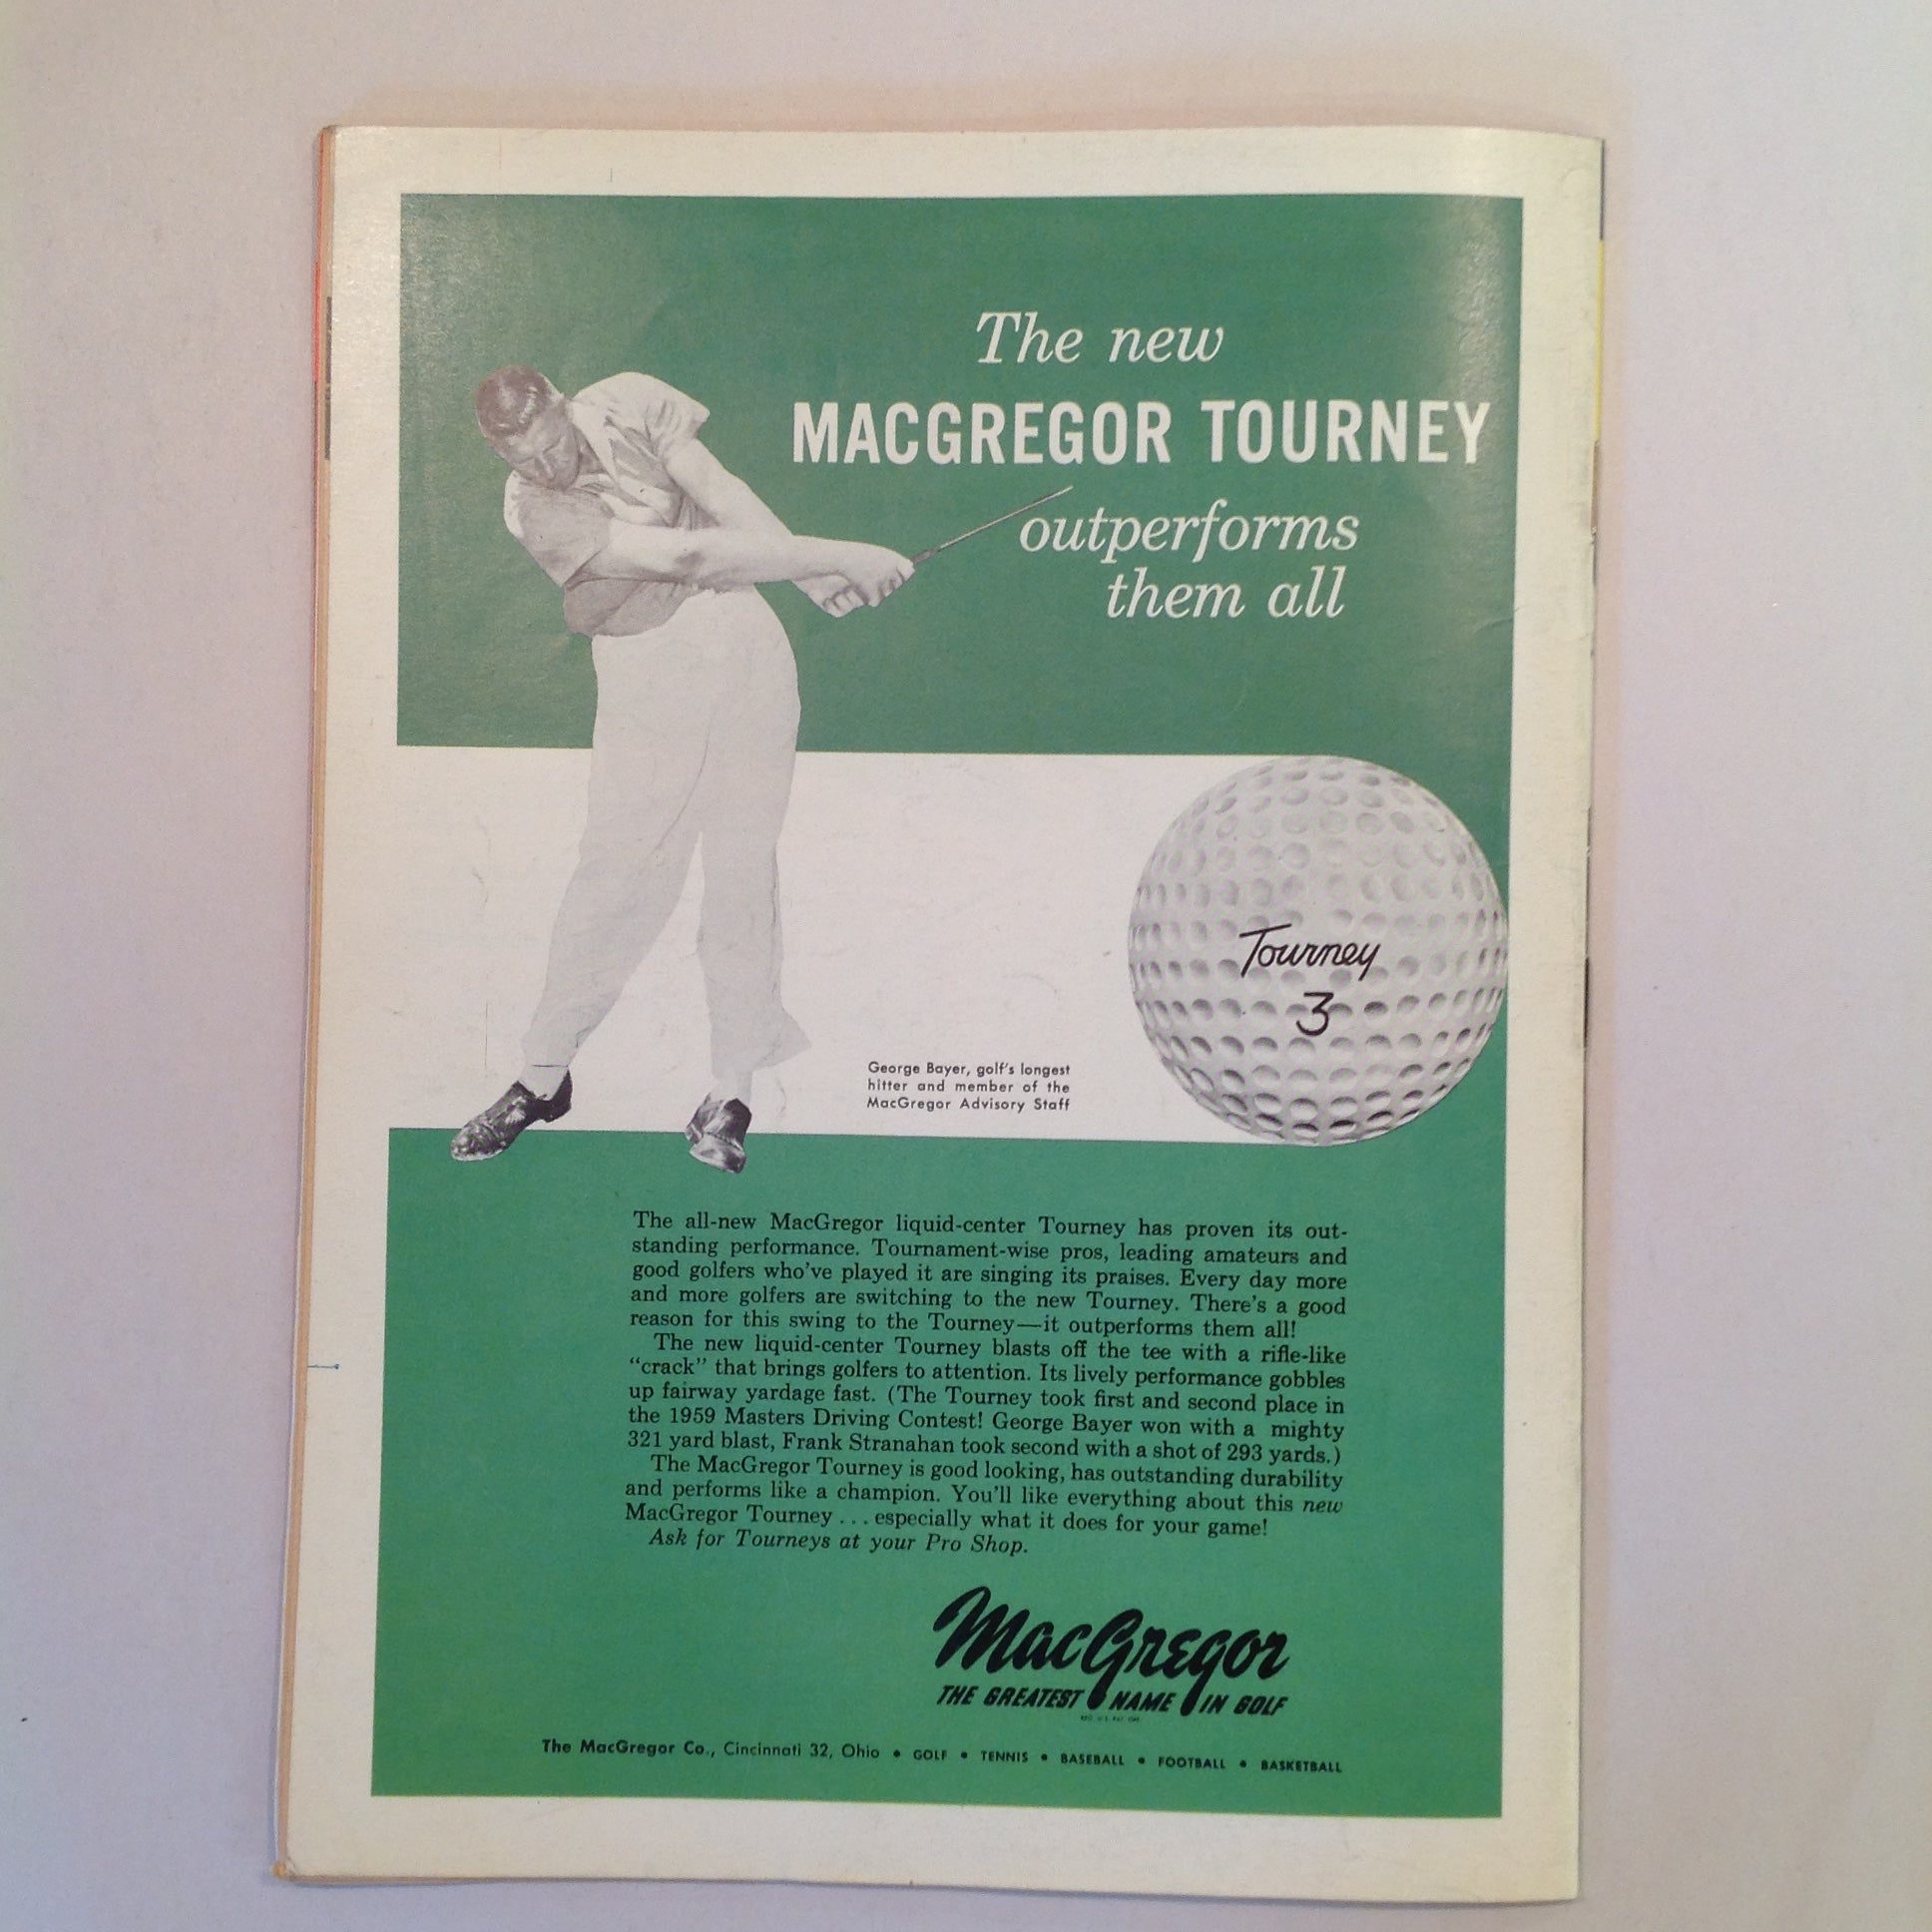 The new
MACGREGOR TOURNEY
outperforms
them all
Tourney
3
George Bayer, golf's longest
hitter and member of the
MacGregor Advisory Staff
The all-new MacGregor liquid-center Tourney has proven its out-
standing performance. Tournament-wise pros, leading amateurs and
good golfers who've played it are singing its praises. Every day more
and more golfers are switching to the new Tourney. There's a good
reason for this swing to the Tourney—it outperforms them all!
The new liquid-center Tourney blasts off the tee with a rifle-like
“crack” that brings golfers to attention. Its lively performance gobbles
up fairway yardage fast. (The Tourney took first and second place in
the 1959 Masters Driving Contest! George Bayer won with a mighty
321 yard blast, Frank Stranahan took second with a shot of 293 yards.)
The MacGregor Tourney is good looking, has outstanding durability
and performs like a champion. You'll like everything about this new
MacGregor Tourney ... especially what it does for your game!
Ask for Tourneys at your Pro Shop.
MacGregor
THE GREATEST NAME IN GOLF
REG. U.S. PAT. OFF.
The MacGregor Co., Cincinnati 32, Ohio • GOLF • TENNIS • BASEBALL • FOOTBALL • BASKETBALL